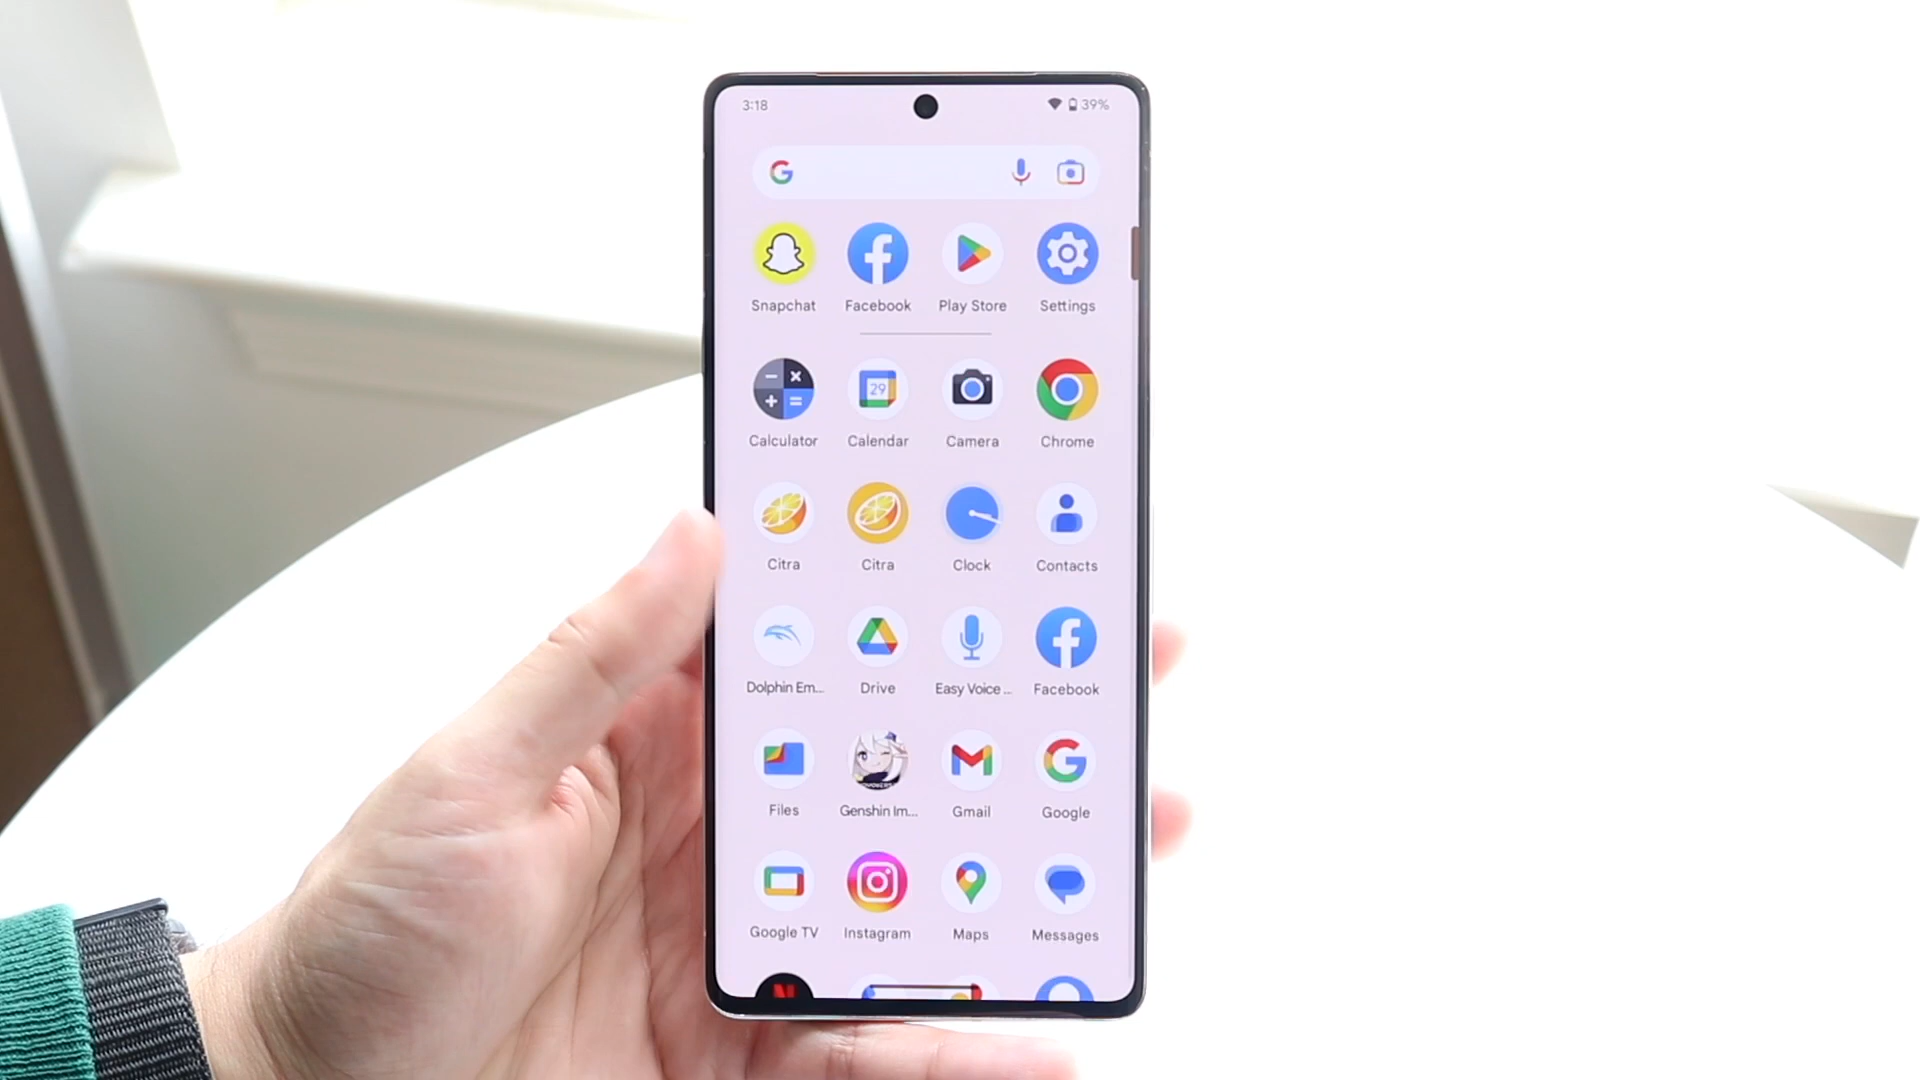 3:18 39%
Snapchat Facebook Play Store Settings
29
Calculator Calendar Camera Chrome
Citra Citra Clock Contacts
Dolphin Em... Drive Easy Voice ... Facebook
Files Genshin Im... Gmail Google
Google TV Instagram Maps Messages